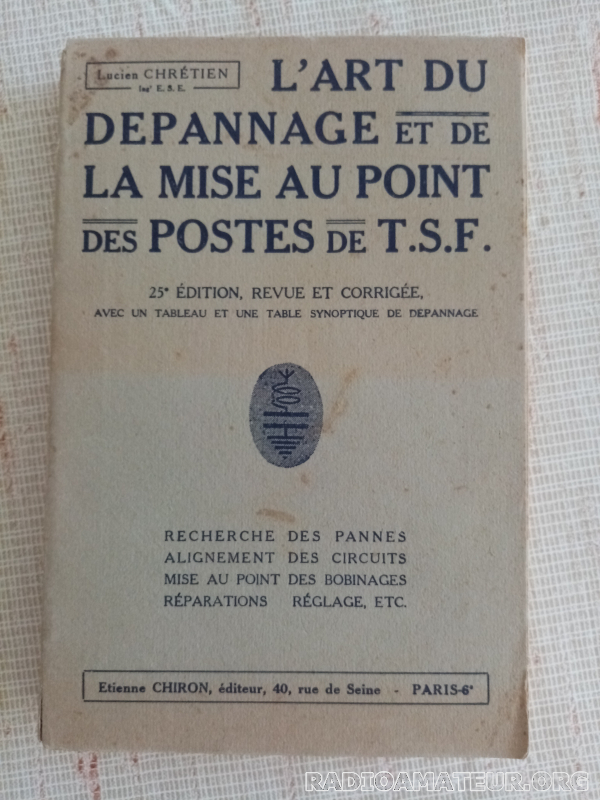 Lucien CHRÉTIEN
Ingr E. S. E.
L'ART DU
DEPANNAGE ET DE
LA MISE AU POINT
DES POSTES DE T.S.F.
25e ÉDITION, REVUE ET CORRIGÉE,
AVEC UN TABLEAU ET UNE TABLE SYNOPTIQUE DE DEPANNAGE
RECHERCHE DES PANNES
ALIGNEMENT DES CIRCUITS
MISE AU POINT DES BOBINAGES
RÉPARATIONS RÉGLAGE, ETC.
Etienne CHIRON, éditeur, 40, rue de Seine - PARIS-6e
RADIOAMATEUR.ORG